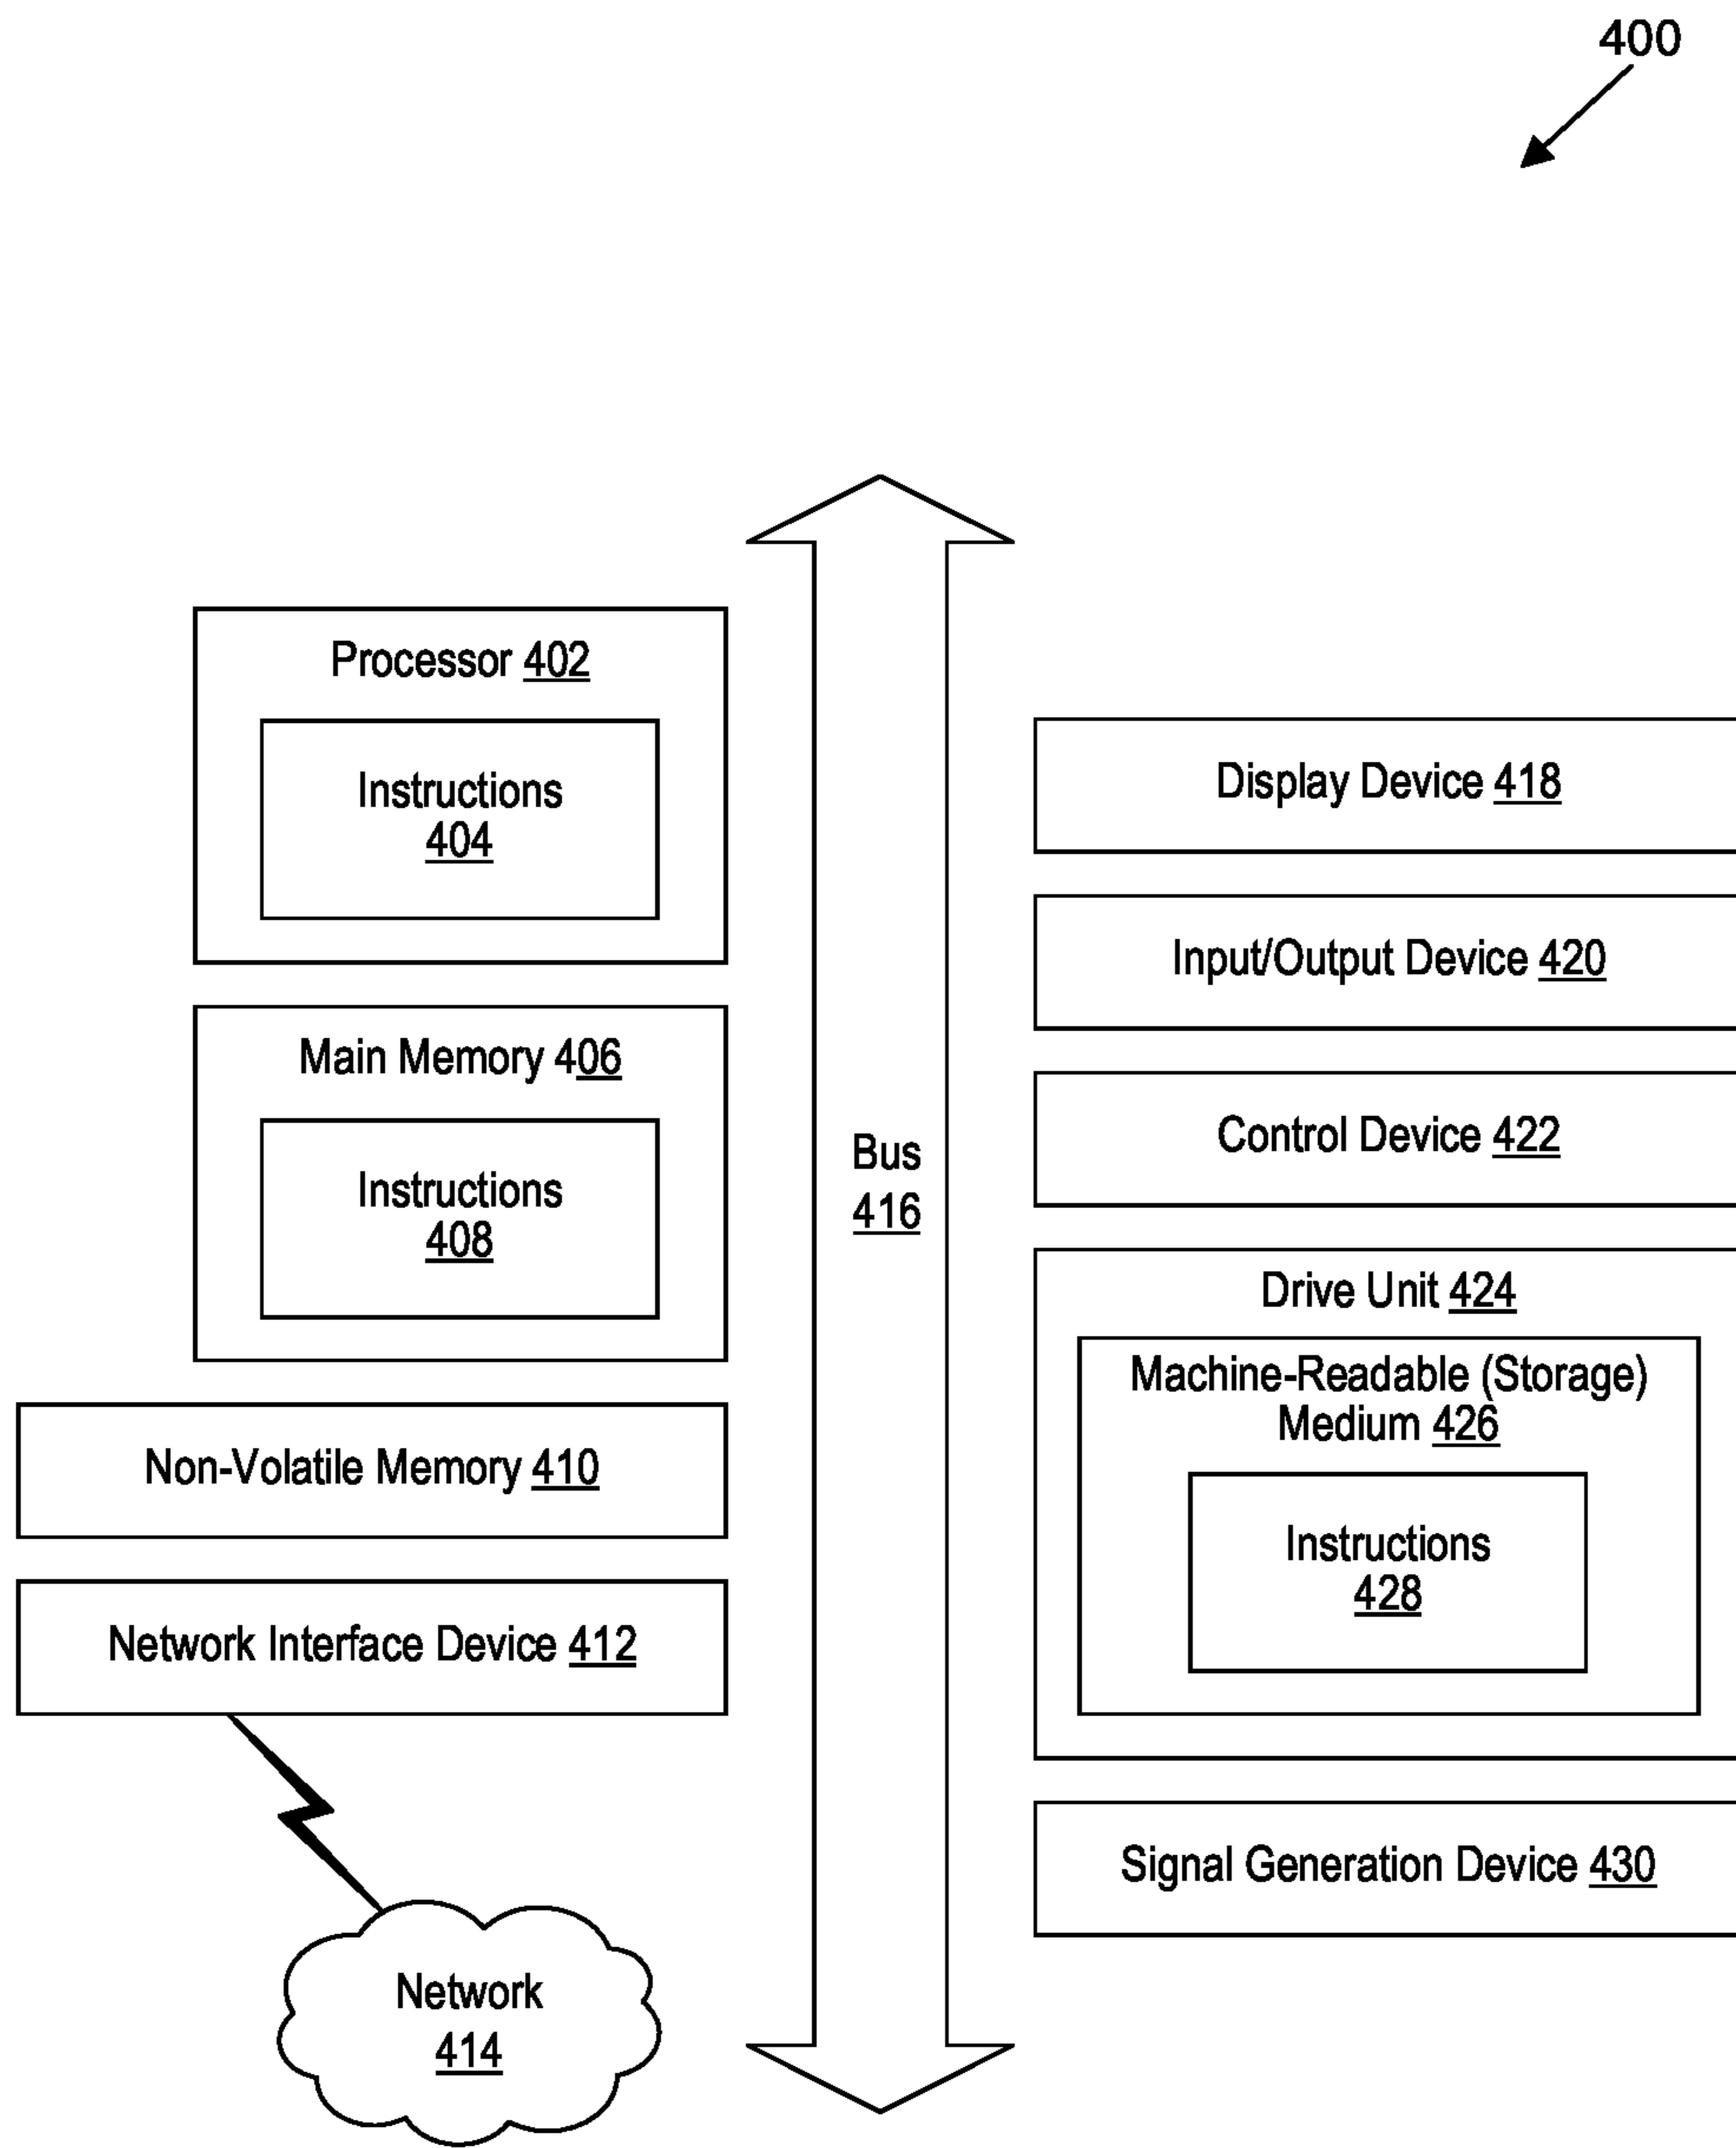 400
Processor 402
Instructions
404
Main Memory 406
Instructions
408
Non-Volatile Memory 410
Network Interface Device 412
Network
414
Bus
416
Display Device 418
Input/Output Device 420
Control Device 422
Drive Unit 424
Machine-Readable (Storage)
Medium 426
Instructions
428
Signal Generation Device 430